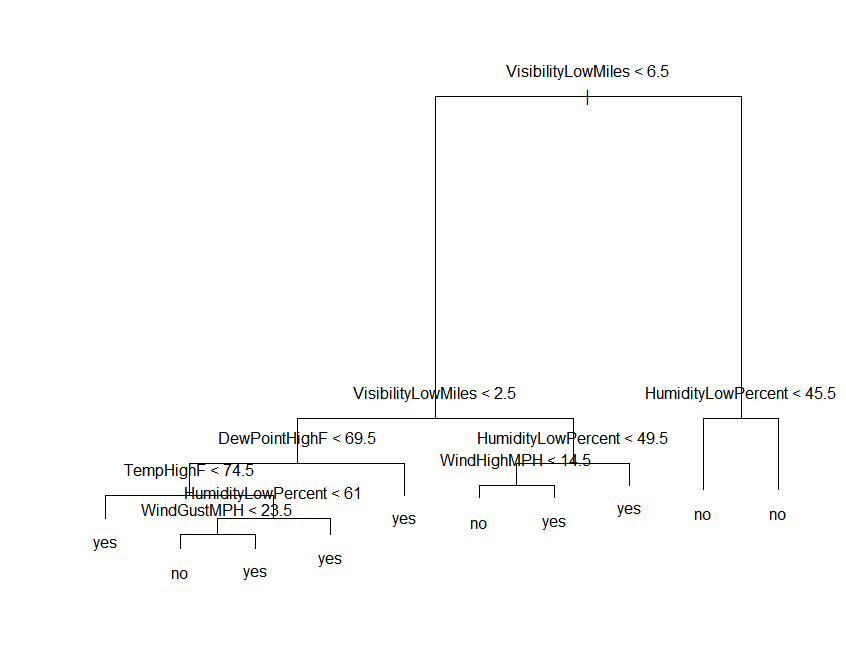 VisibilityLowMiles < 6.5
VisibilityLowMiles < 2.5
HumidityLowPercent < 45.5
DewPointHighF < 69.5
HumidityLowPercent < 49.5
WindHighMPH < 14.5
TempHighF < 74.5
HumidityLowPercent < 61
WindGustMPH < 23.5
yes
no
yes
yes
yes
no
yes
yes
no
no